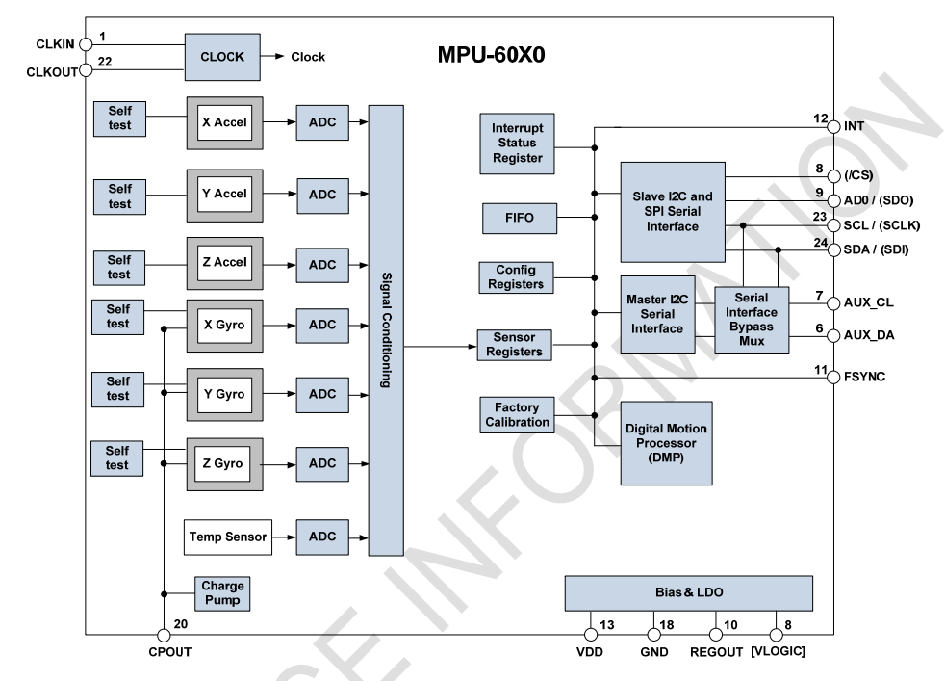 MPU-60X0
CLKIN
1
CLKOUT
22
CLOCK
Clock
Self
test
X Accel
ADC
Self
test
Y Accel
ADC
Self
test
Z Accel
ADC
Self
test
X Gyro
ADC
Self
test
Y Gyro
ADC
Self
test
Z Gyro
ADC
Temp Sensor
ADC
Signal Conditioning
Charge
Pump
20
CPOUT
Interrupt
Status
Register
FIFO
Config
Registers
Sensor
Registers
Factory
Calibration
Slave I2C and
SPI Serial
Interface
Master I2C
Serial
Interface
Serial
Interface
Bypass
Mux
Digital Motion
Processor
(DMP)
12
INT
8
(/CS)
9
AD0 / (SDO)
23
SCL / (SCLK)
24
SDA / (SDI)
7
AUX_CL
6
AUX_DA
11
FSYNC
Bias & LDO
13
VDD
18
GND
10
REGOUT
8
[VLOGIC]
INFORMATION